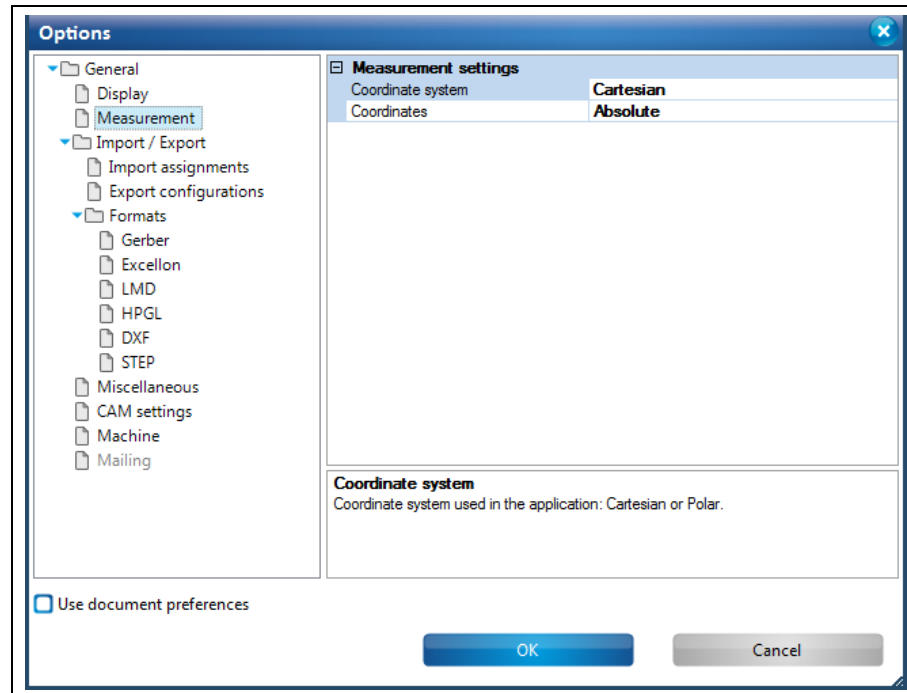 Options
General
Display
Measurement
Import / Export
Import assignments
Export configurations
Formats
Gerber
Excellon
LMD
HPGL
DXF
STEP
Miscellaneous
CAM settings
Machine
Mailing
Measurement settings
Coordinate system Cartesian
Coordinates Absolute
Coordinate system
Coordinate system used in the application: Cartesian or Polar.
Use document preferences
OK Cancel